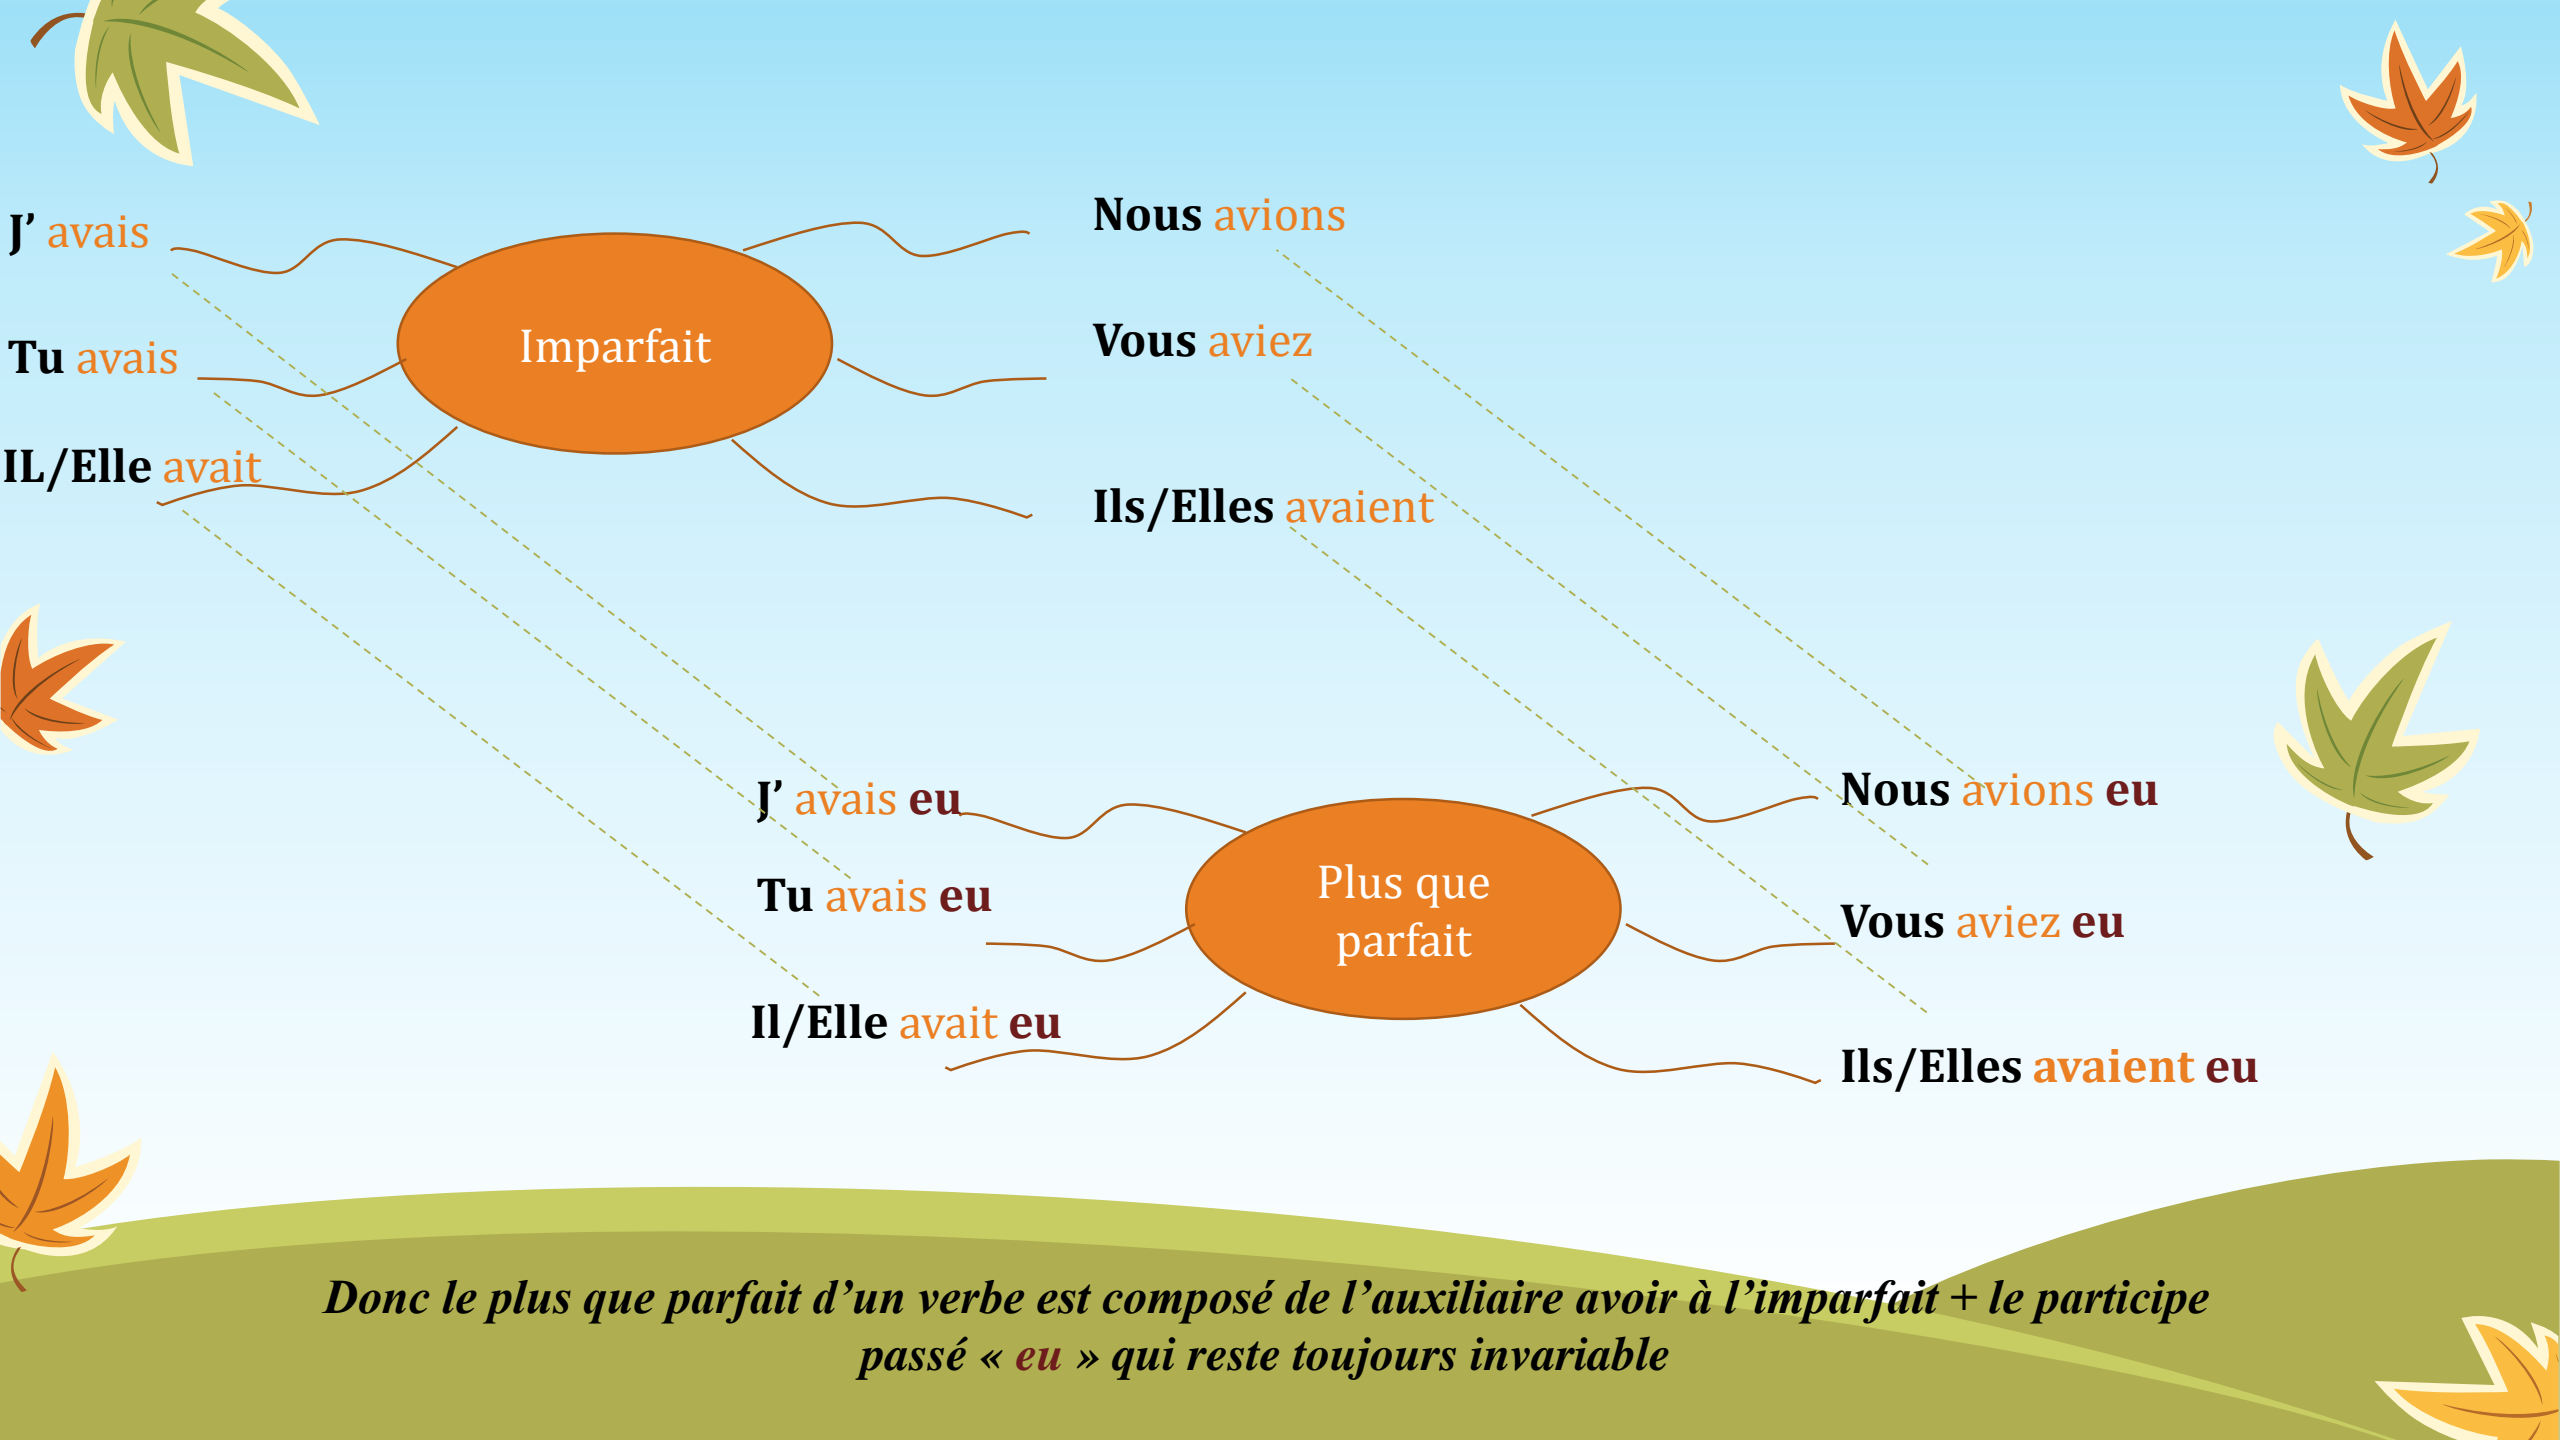 J’ avais
Tu avais
IL/Elle avait
Imparfait
Nous avions
Vous aviez
Ils/Elles avaient
J’ avais eu
Tu avais eu
Il/Elle avait eu
Plus que
parfait
Nous avions eu
Vous aviez eu
Ils/Elles avaient eu
Donc le plus que parfait d’un verbe est composé de l’auxiliaire avoir à l’imparfait + le participe
passé « eu » qui reste toujours invariable